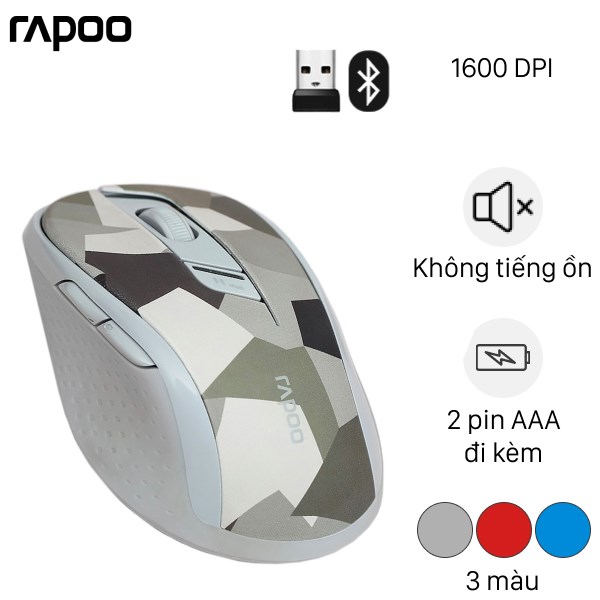 rapoo
1600 DPI
Không tiếng ồn
rapoo
2 pin AAA
đi kèm
3 màu